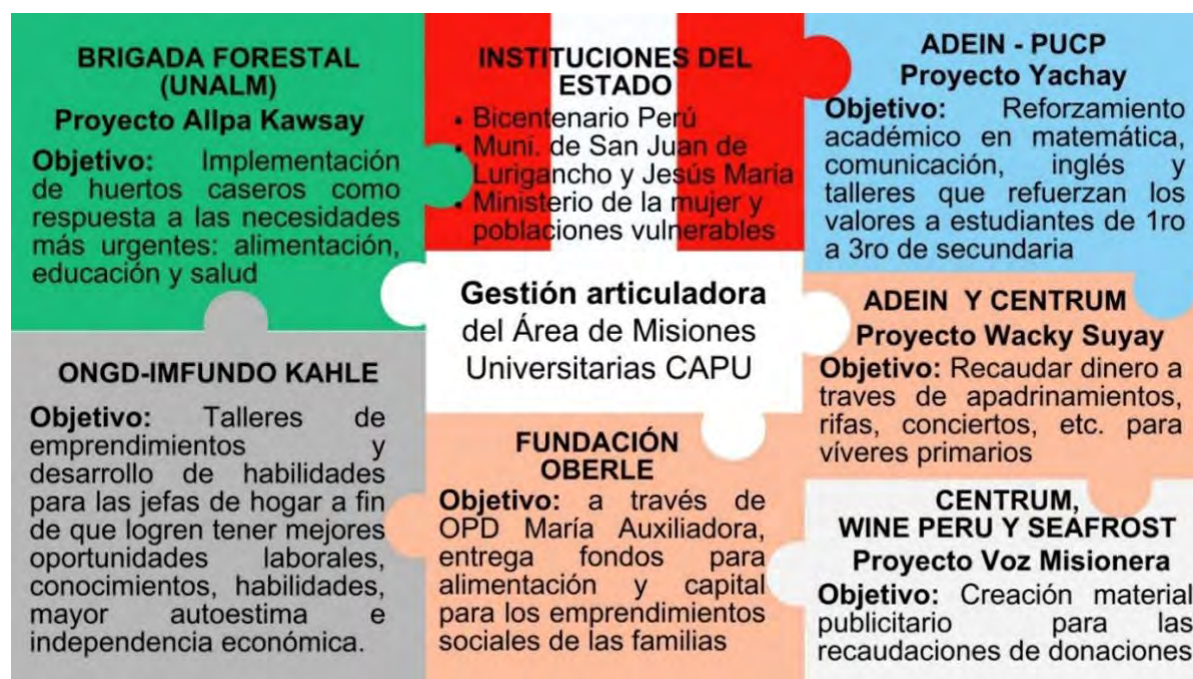 BRIGADA FORESTAL
(UNALM)
Proyecto Allpa Kawsay
Objetivo: Implementación
de huertos caseros como
respuesta a las necesidades
más urgentes: alimentación,
educación y salud
INSTITUCIONES DEL
ESTADO
• Bicentenario Perú
• Muni. de San Juan de
Lurigancho y Jesús María
• Ministerio de la mujer y
poblaciones vulnerables
ADEIN - PUCP
Proyecto Yachay
Objetivo: Reforzamiento
académico en matemática,
comunicación, inglés y
talleres que refuerzan los
valores a estudiantes de 1ro
a 3ro de secundaria
Gestión articuladora
del Área de Misiones
Universitarias CAPU
ADEIN Y CENTRUM
Proyecto Wacky Suyay
Objetivo: Recaudar dinero a
traves de apadrinamientos,
rifas, conciertos, etc. para
víveres primarios
ONGD-IMFUNDO KAHLE
Objetivo: Talleres de
emprendimientos y
desarrollo de habilidades
para las jefas de hogar a fin
de que logren tener mejores
oportunidades laborales,
conocimientos, habilidades,
mayor autoestima e
independencia económica.
FUNDACIÓN
OBERLE
Objetivo: a través de
OPD María Auxiliadora,
entrega fondos para
alimentación y capital
para los emprendimientos
sociales de las familias
CENTRUM,
WINE PERU Y SEAFROST
Proyecto Voz Misionera
Objetivo: Creación material
publicitario para las
recaudaciones de donaciones